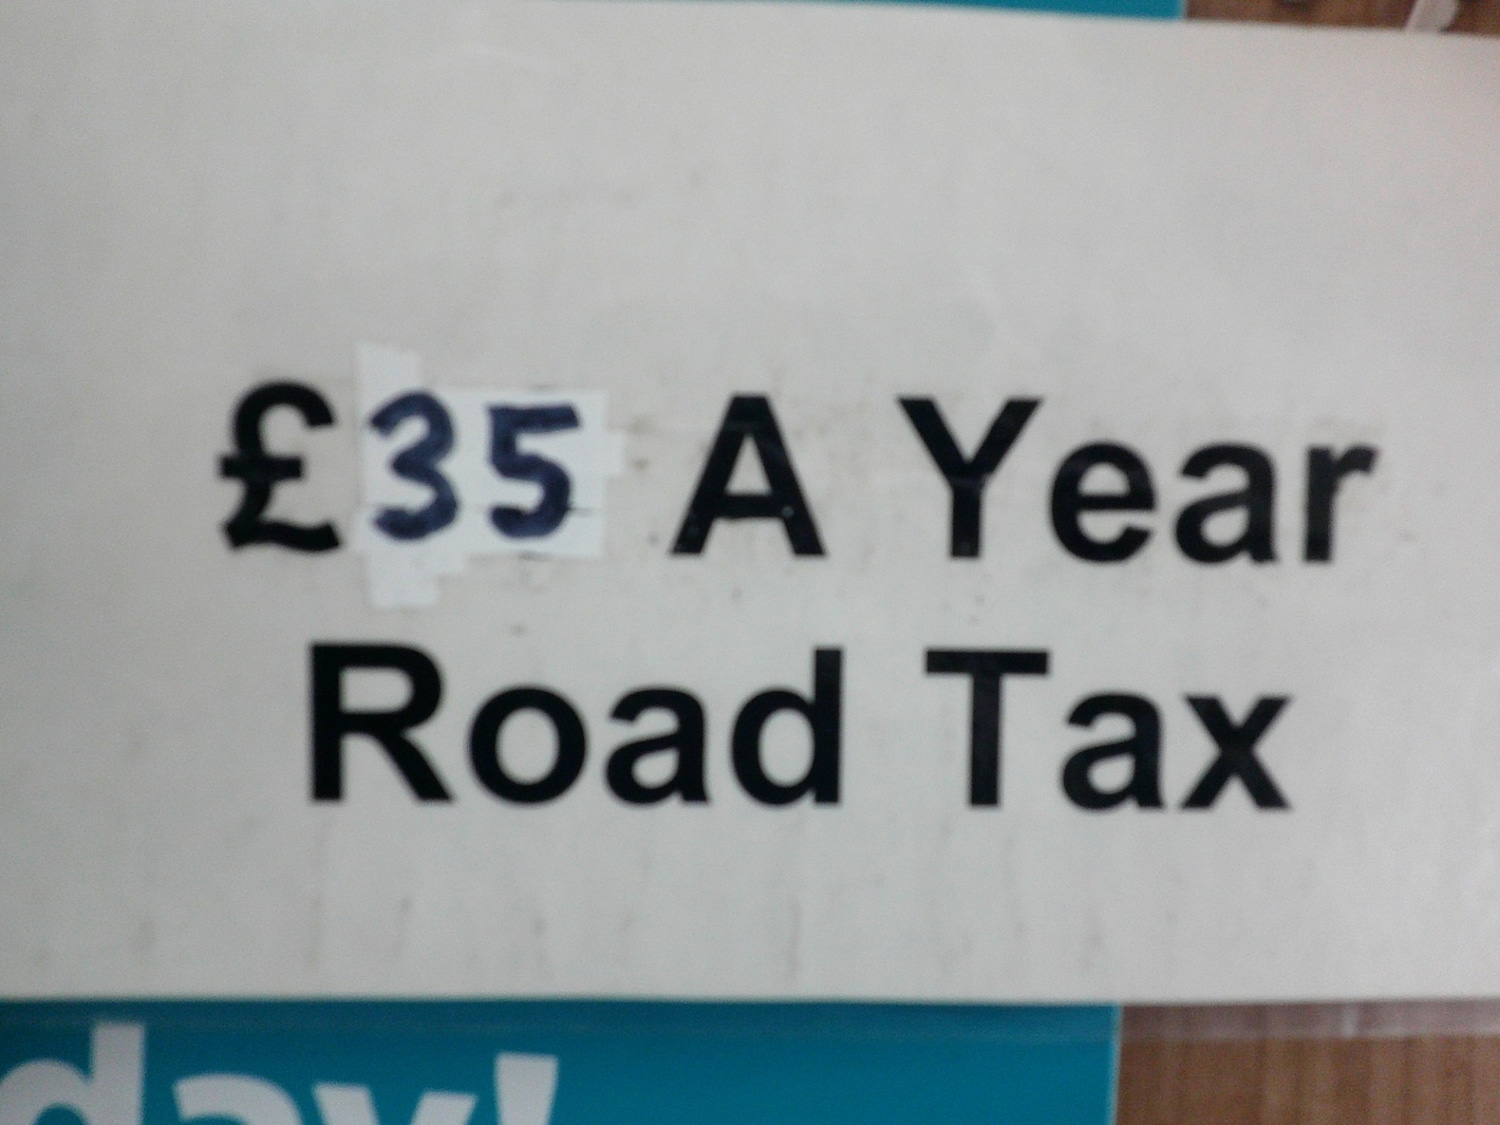 £35 A Year
Road Tax
day!